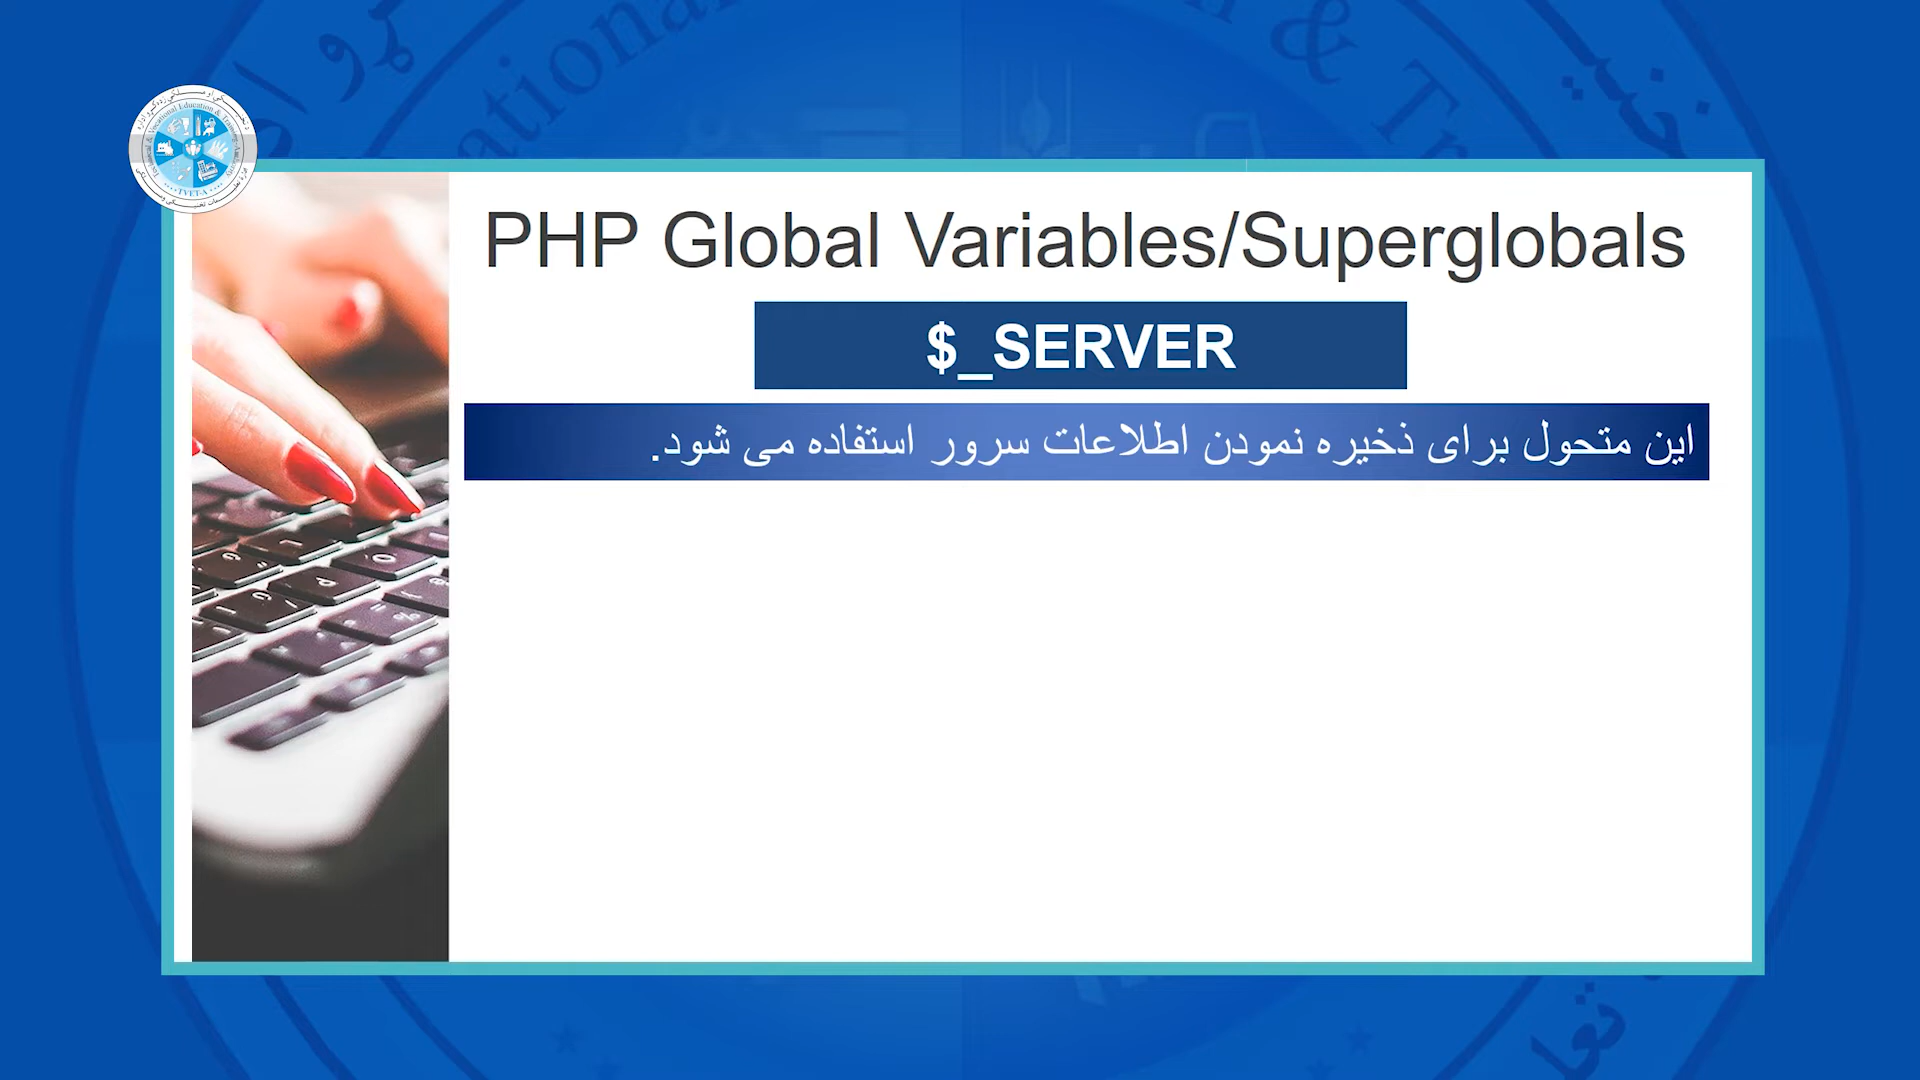 PHP Global Variables/Superglobals
$_SERVER
این متحول برای ذخیره نمودن اطلاعات سرور استفاده می شود.